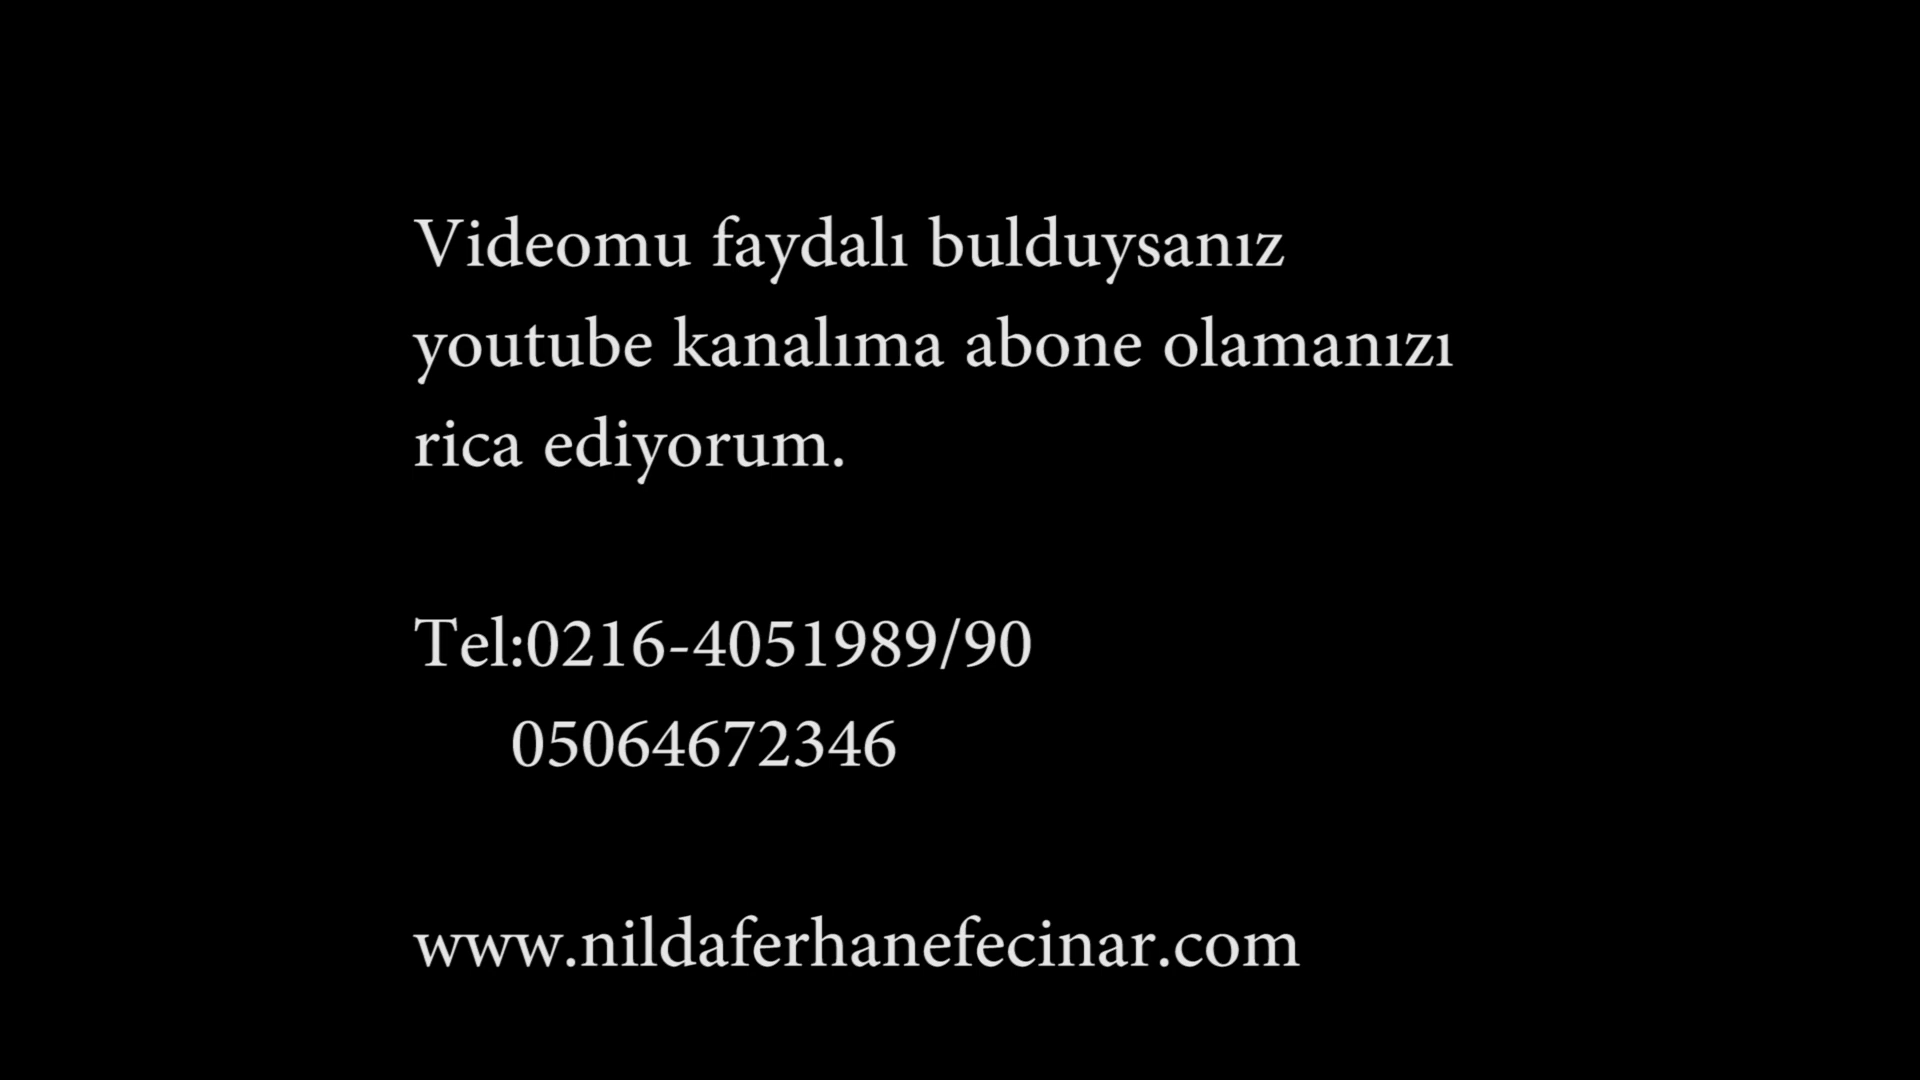 Videomu faydalı bulduysanız
youtube kanalıma abone olamanızı
rica ediyorum.
Tel:0216-4051989/90
05064672346
www.nildaferhanefecinar.com